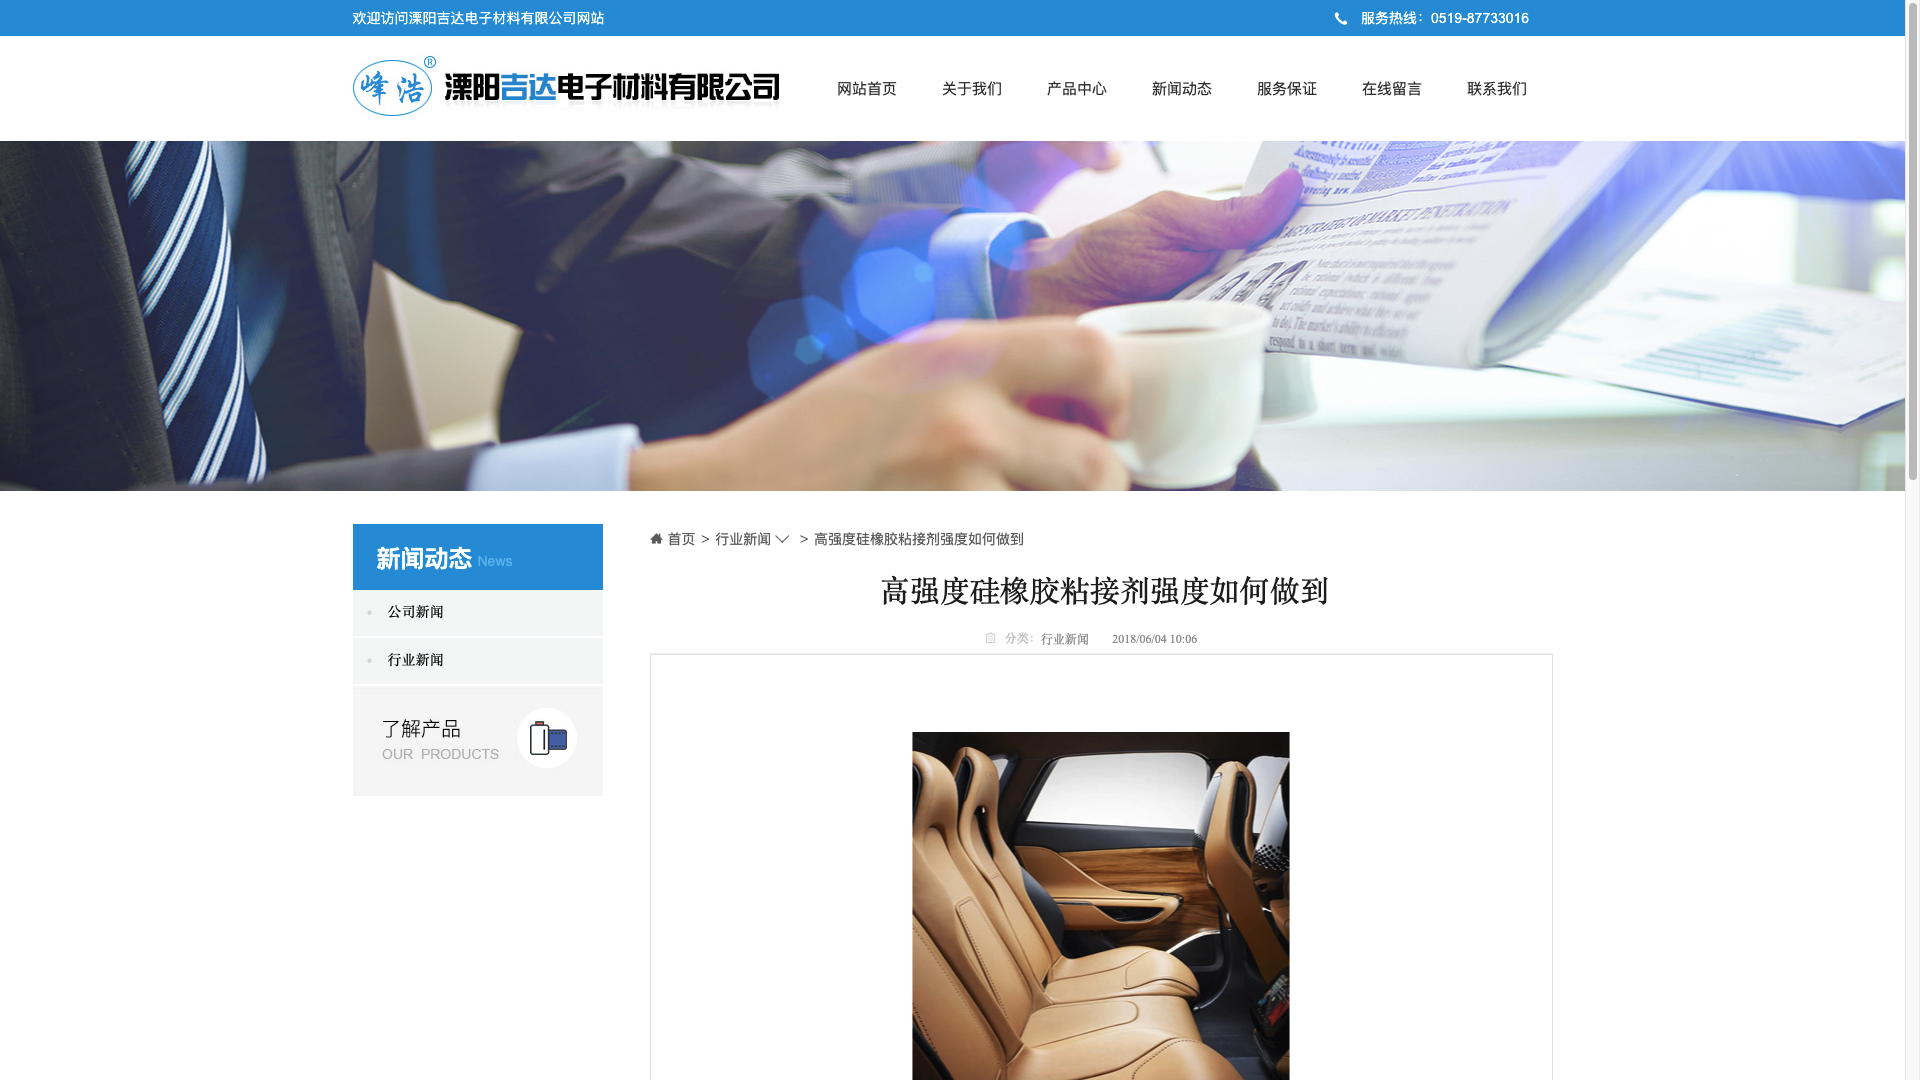 欢迎访问溧阳吉达电子材料有限公司网站
服务热线：0519-87733016
峰浩®
溧阳吉达电子材料有限公司
网站首页
关于我们
产品中心
新闻动态
服务保证
在线留言
联系我们
AGE STRATEGY OF MARKET PENETRATION
新闻动态 News
公司新闻
行业新闻
了解产品
OUR PRODUCTS
首页 > 行业新闻 > 高强度硅橡胶粘接剂强度如何做到
高强度硅橡胶粘接剂强度如何做到
分类： 行业新闻 2018/06/04 10:06